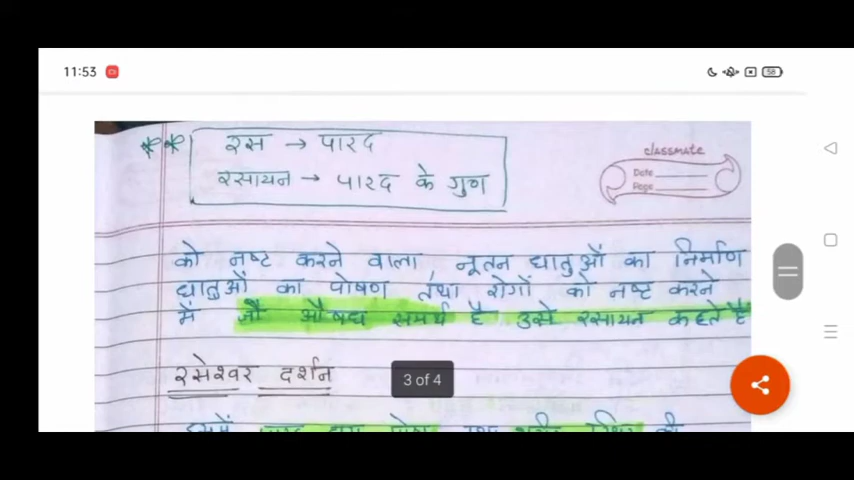 11:53
58
** रस → पारद
रसायन → पारद के गुण
classmate
Date
Page
को नष्ट करने वाला नूतन धातुओं का निर्माण
धातुओं का पोषण तथा रोगों को नष्ट करने
में जो औषध समर्थ है उसे रसायन कहते है
रसेश्वर दर्शन
3 of 4